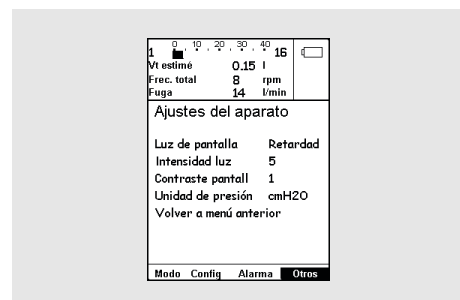 0 10 20 30 40
1 16
Vt estimé 0.15 l
Frec. total 8 rpm
Fuga 14 l/min
Ajustes del aparato
Luz de pantalla Retardad
Intensidad luz 5
Contraste pantall 1
Unidad de presión cmH2O
Volver a menú anterior
Modo Config Alarma Otros